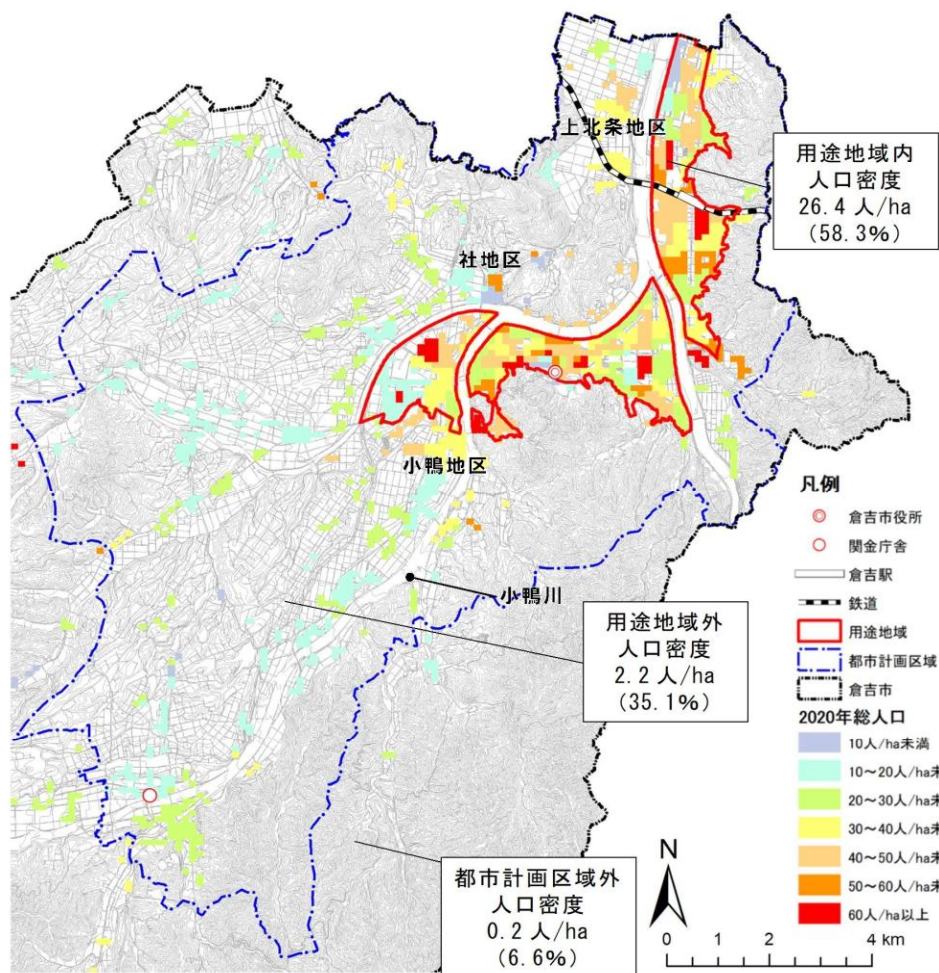 上北条地区
用途地域内
人口密度
26.4 人/ha
(58.3%)
社地区
小鴨地区
小鴨川
用途地域外
人口密度
2.2 人/ha
(35.1%)
都市計画区域外
人口密度
0.2 人/ha
(6.6%)
凡例
倉吉市役所
関金庁舎
倉吉駅
鉄道
用途地域
都市計画区域
倉吉市
2020年総人口
10人/ha未満
10～20人/ha未
20～30人/ha未
30～40人/ha未
40～50人/ha未
50～60人/ha未
60人/ha以上
N
0 1 2 4 km